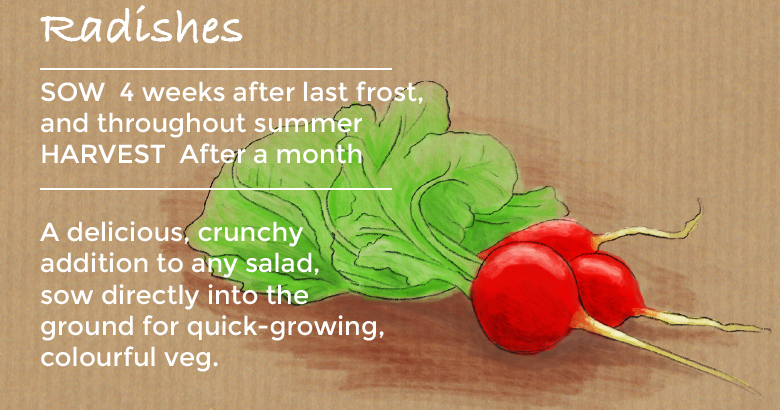 Radishes
SOW 4 weeks after last frost,
and throughout summer
HARVEST After a month
A delicious, crunchy
addition to any salad,
sow directly into the
ground for quick-growing,
colourful veg.